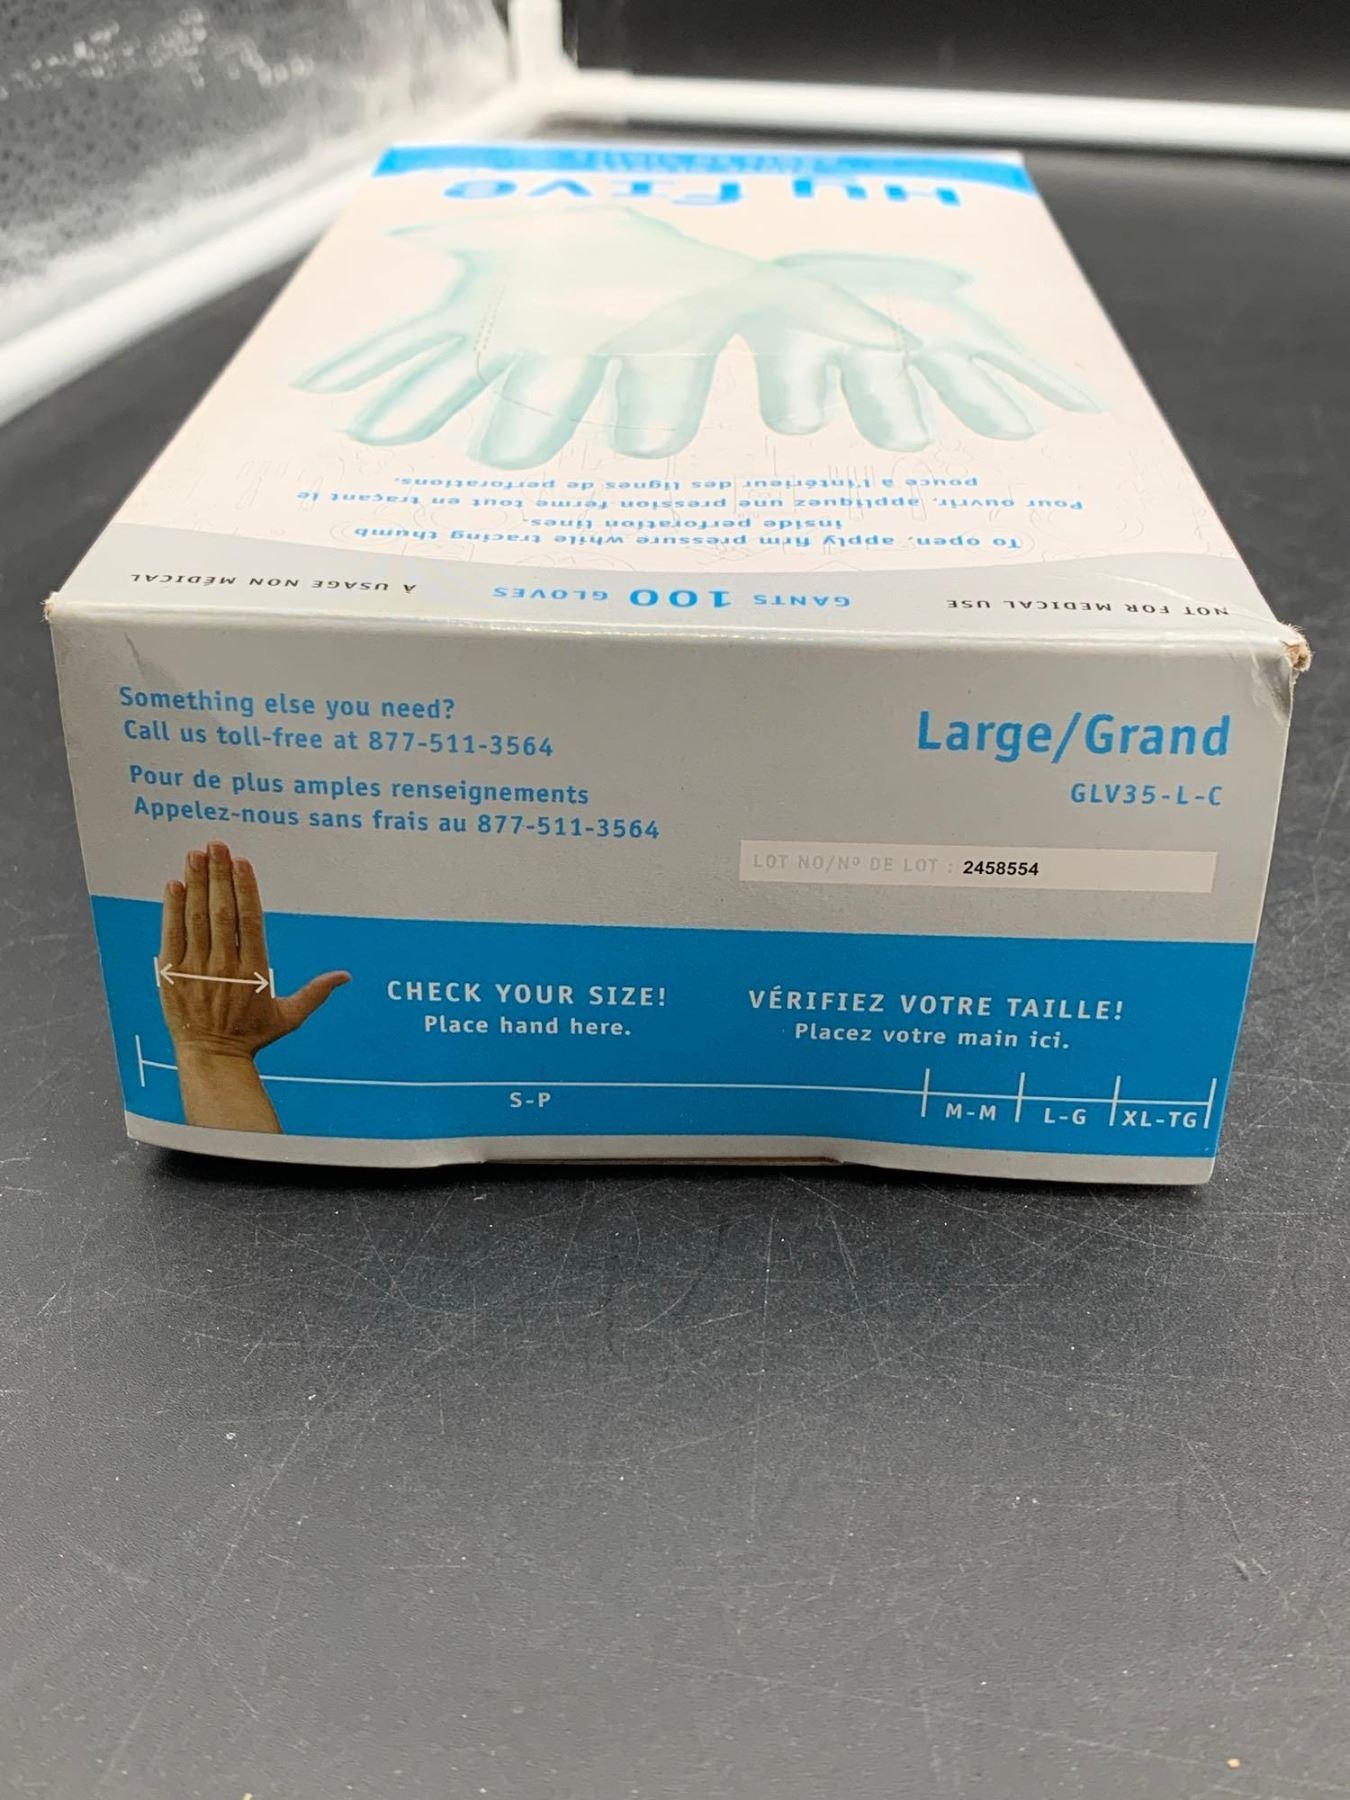 Hy Five
Pour ouvrir, appliquez une pression ferme tout en traçant le
pouce à l'intérieur des lignes de perforations.
To open, apply firm pressure while tracing thumb
inside perforation lines.
NOT FOR MEDICAL USE
GANTS 100 GLOVES
À USAGE NON MÉDICAL
Something else you need?
Call us toll-free at 877-511-3564
Pour de plus amples renseignements
Appelez-nous sans frais au 877-511-3564
Large/Grand
GLV35-L-C
LOT NO/Nº DE LOT : 2458554
CHECK YOUR SIZE!
Place hand here.
VÉRIFIEZ VOTRE TAILLE!
Placez votre main ici.
S-P
M-M
L-G
XL-TG